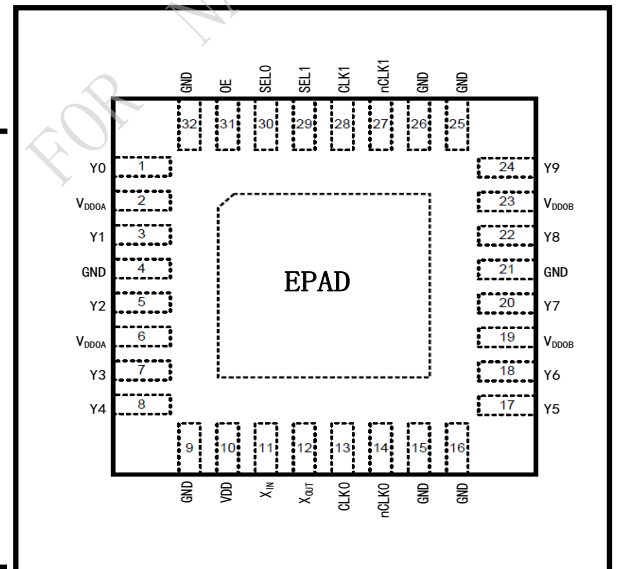 FOR
GND OE SEL0 SEL1 CLK1 nCLK1 GND GND
32 31 30 29 28 27 26 25
Y0 1 24 Y9
VDDOA 2 23 VDDOB
Y1 3 22 Y8
GND 4 21 GND
EPAD
Y2 5 20 Y7
VDDOA 6 19 VDDOB
Y3 7 18 Y6
Y4 8 17 Y5
9 10 11 12 13 14 15 16
GND VDD XIN XOUT CLK0 nCLK0 GND GND